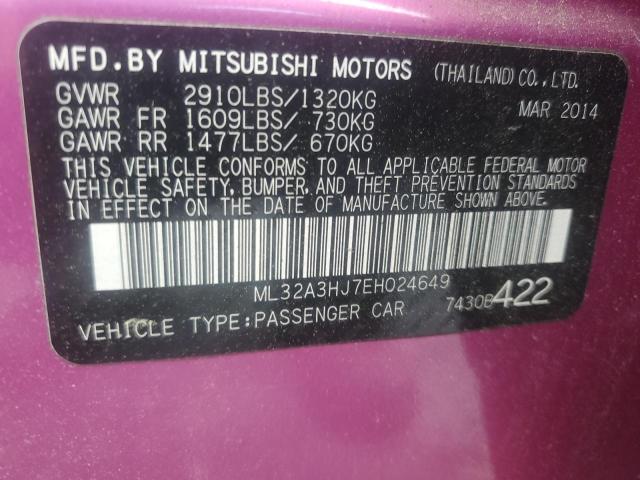 MFD.BY MITSUBISHI MOTORS (THAILAND)CO.,LTD.
GVWR 2910LBS/1320KG MAR 2014
GAWR FR 1609LBS/ 730KG
GAWR RR 1477LBS/ 670KG
THIS VEHICLE CONFORMS TO ALL APPLICABLE FEDERAL MOTOR
VEHICLE SAFETY, BUMPER, AND THEFT PREVENTION STANDARDS
IN EFFECT ON THE DATE OF MANUFACTURE SHOWN ABOVE.
ML32A3HJ7EH024649
VEHICLE TYPE:PASSENGER CAR 7430B 422